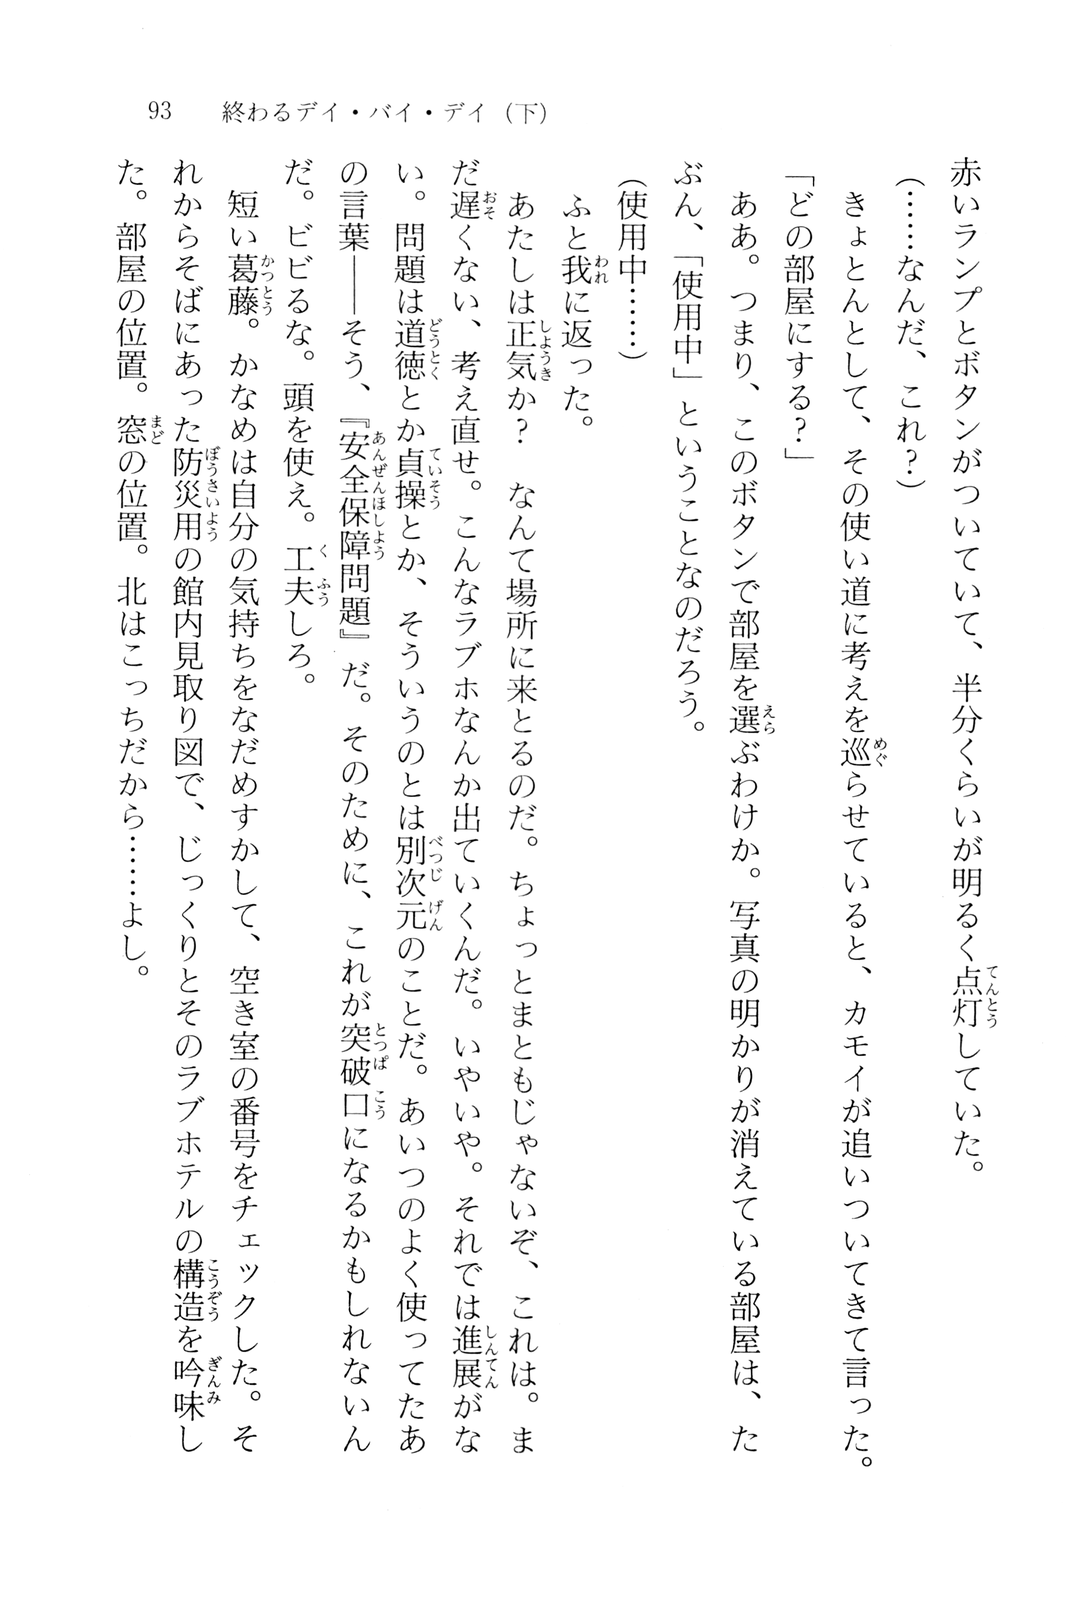 93　終わるデイ・バイ・デイ（下）
赤いランプとボタンがついていて、半分くらいが明るく点灯していた。
（……なんだ、これ？）
きょとんとして、その使い道に考えを巡らせていると、カモイが追いついてきて言った。
「どの部屋にする？」
ああ。つまり、このボタンで部屋を選ぶわけか。写真の明かりが消えている部屋は、た
ぶん、「使用中」ということなのだろう。
（使用中……）
ふと我に返った。
あたしは正気か？　なんて場所に来とるのだ。ちょっとまともじゃないぞ、これは。ま
だ遅くない、考え直せ。こんなラブホなんか出ていくんだ。いやいや。それでは進展がな
い。問題は道徳とか貞操とか、そういうのとは別次元のことだ。あいつのよく使ってたあ
の言葉――そう、『安全保障問題』だ。そのために、これが突破口になるかもしれないん
だ。ビビるな。頭を使え。工夫しろ。
短い葛藤。かなめは自分の気持ちをなだめすかして、空き室の番号をチェックした。そ
れからそばにあった防災用の館内見取り図で、じっくりとそのラブホテルの構造を吟味し
た。部屋の位置。窓の位置。北はこっちだから……よし。